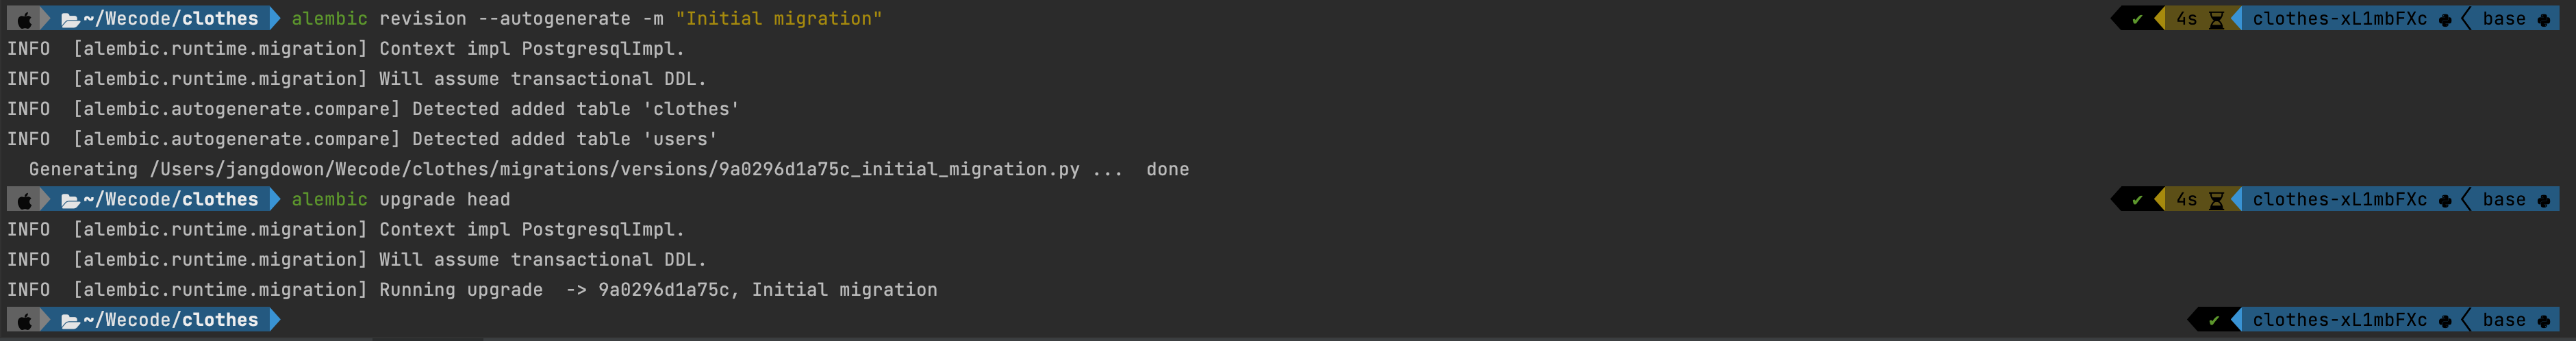 ~/Wecode/clothes alembic revision --autogenerate -m "Initial migration" ✔ 4s clothes-xL1mbFXc base
INFO  [alembic.runtime.migration] Context impl PostgresqlImpl.
INFO  [alembic.runtime.migration] Will assume transactional DDL.
INFO  [alembic.autogenerate.compare] Detected added table 'clothes'
INFO  [alembic.autogenerate.compare] Detected added table 'users'
  Generating /Users/jangdowon/Wecode/clothes/migrations/versions/9a0296d1a75c_initial_migration.py ...  done
~/Wecode/clothes alembic upgrade head ✔ 4s clothes-xL1mbFXc base
INFO  [alembic.runtime.migration] Context impl PostgresqlImpl.
INFO  [alembic.runtime.migration] Will assume transactional DDL.
INFO  [alembic.runtime.migration] Running upgrade  -> 9a0296d1a75c, Initial migration
~/Wecode/clothes ✔ clothes-xL1mbFXc base